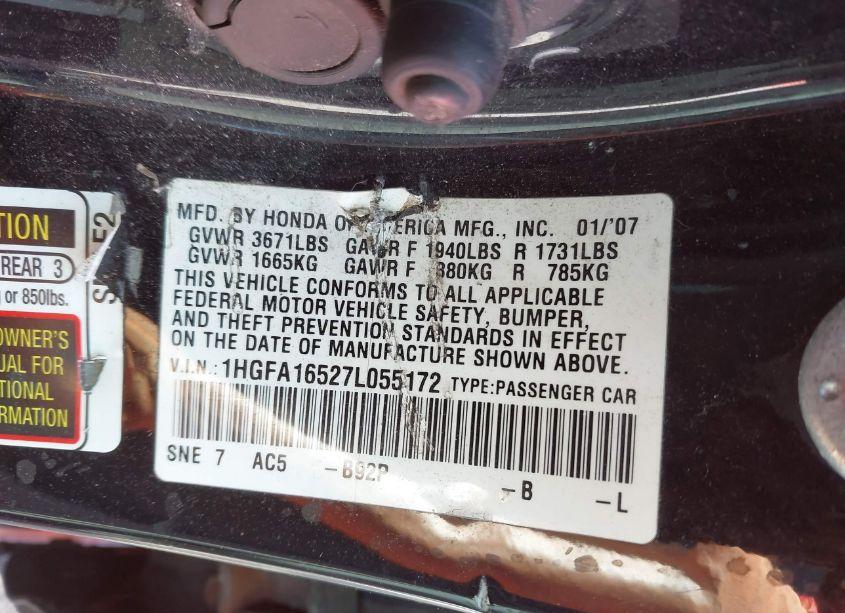 TION
REAR 3
g or 850lbs.
OWNER'S
UAL FOR
TIONAL
FORMATION
MFD. BY HONDA OF AMERICA MFG., INC. 01/'07
GVWR 3671LBS GAWR F 1940LBS R 1731LBS
GVWR 1665KG GAWR F 880KG R 785KG
THIS VEHICLE CONFORMS TO ALL APPLICABLE
FEDERAL MOTOR VEHICLE SAFETY, BUMPER,
AND THEFT PREVENTION STANDARDS IN EFFECT
ON THE DATE OF MANUFACTURE SHOWN ABOVE.
V.I.N.: 1HGFA16527L055172 TYPE:PASSENGER CAR
SNE 7 AC5 -B92P -B -L